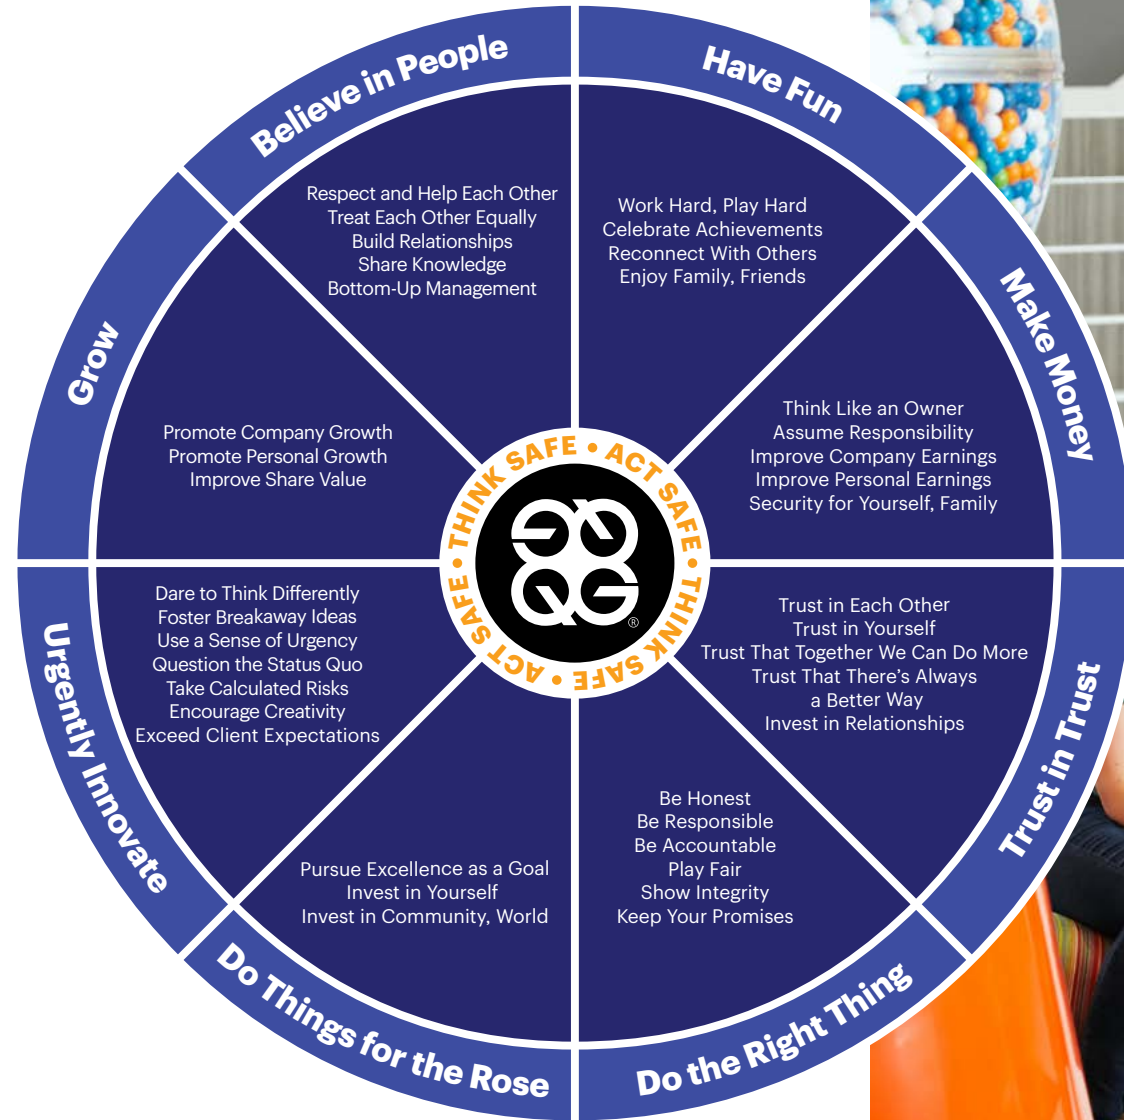 Believe in People
Respect and Help Each Other
Treat Each Other Equally
Build Relationships
Share Knowledge
Bottom-Up Management
Have Fun
Work Hard, Play Hard
Celebrate Achievements
Reconnect With Others
Enjoy Family, Friends
Make Money
Think Like an Owner
Assume Responsibility
Improve Company Earnings
Improve Personal Earnings
Security for Yourself, Family
Trust in Trust
Trust in Each Other
Trust in Yourself
Trust That Together We Can Do More
Trust That There’s Always
a Better Way
Invest in Relationships
Do the Right Thing
Be Honest
Be Responsible
Be Accountable
Play Fair
Show Integrity
Keep Your Promises
Do Things for the Rose
Pursue Excellence as a Goal
Invest in Yourself
Invest in Community, World
Urgently Innovate
Dare to Think Differently
Foster Breakaway Ideas
Use a Sense of Urgency
Question the Status Quo
Take Calculated Risks
Encourage Creativity
Exceed Client Expectations
Grow
Promote Company Growth
Promote Personal Growth
Improve Share Value
THINK SAFE • ACT SAFE • THINK SAFE • ACT SAFE •
QG
®